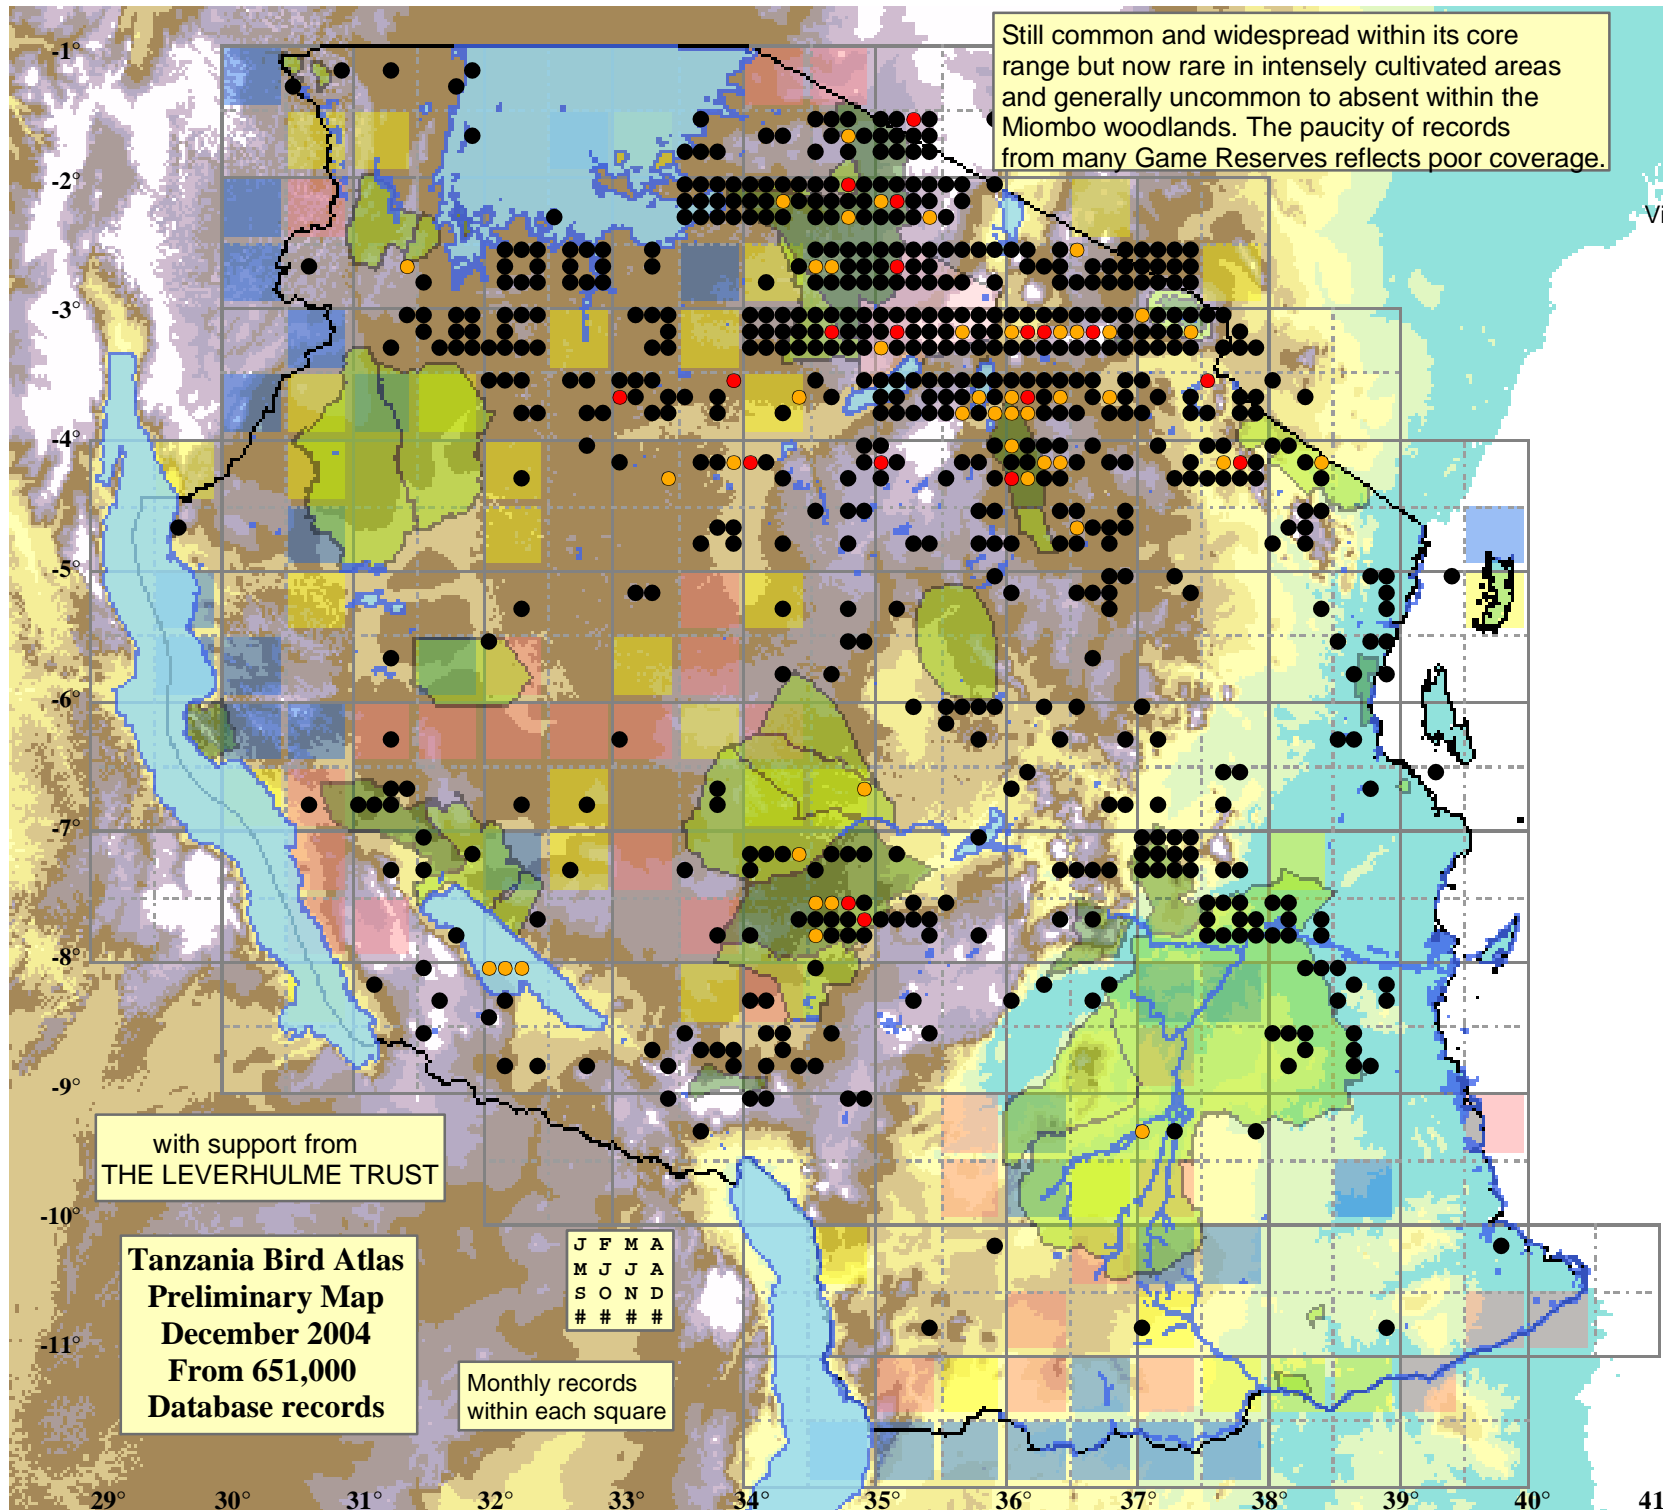 Still common and widespread within its core
range but now rare in intensely cultivated areas
and generally uncommon to absent within the
Miombo woodlands. The paucity of records
from many Game Reserves reflects poor coverage.
Vi
-1°
-2°
-3°
-4°
-5°
-6°
-7°
-8°
-9°
-10°
-11°
with support from
THE LEVERHULME TRUST
Tanzania Bird Atlas
Preliminary Map
December 2004
From 651,000
Database records
J F M A
M J J A
S O N D
# # # #
Monthly records
within each square
29° 30° 31° 32° 33° 34° 35° 36° 37° 38° 39° 40° 41